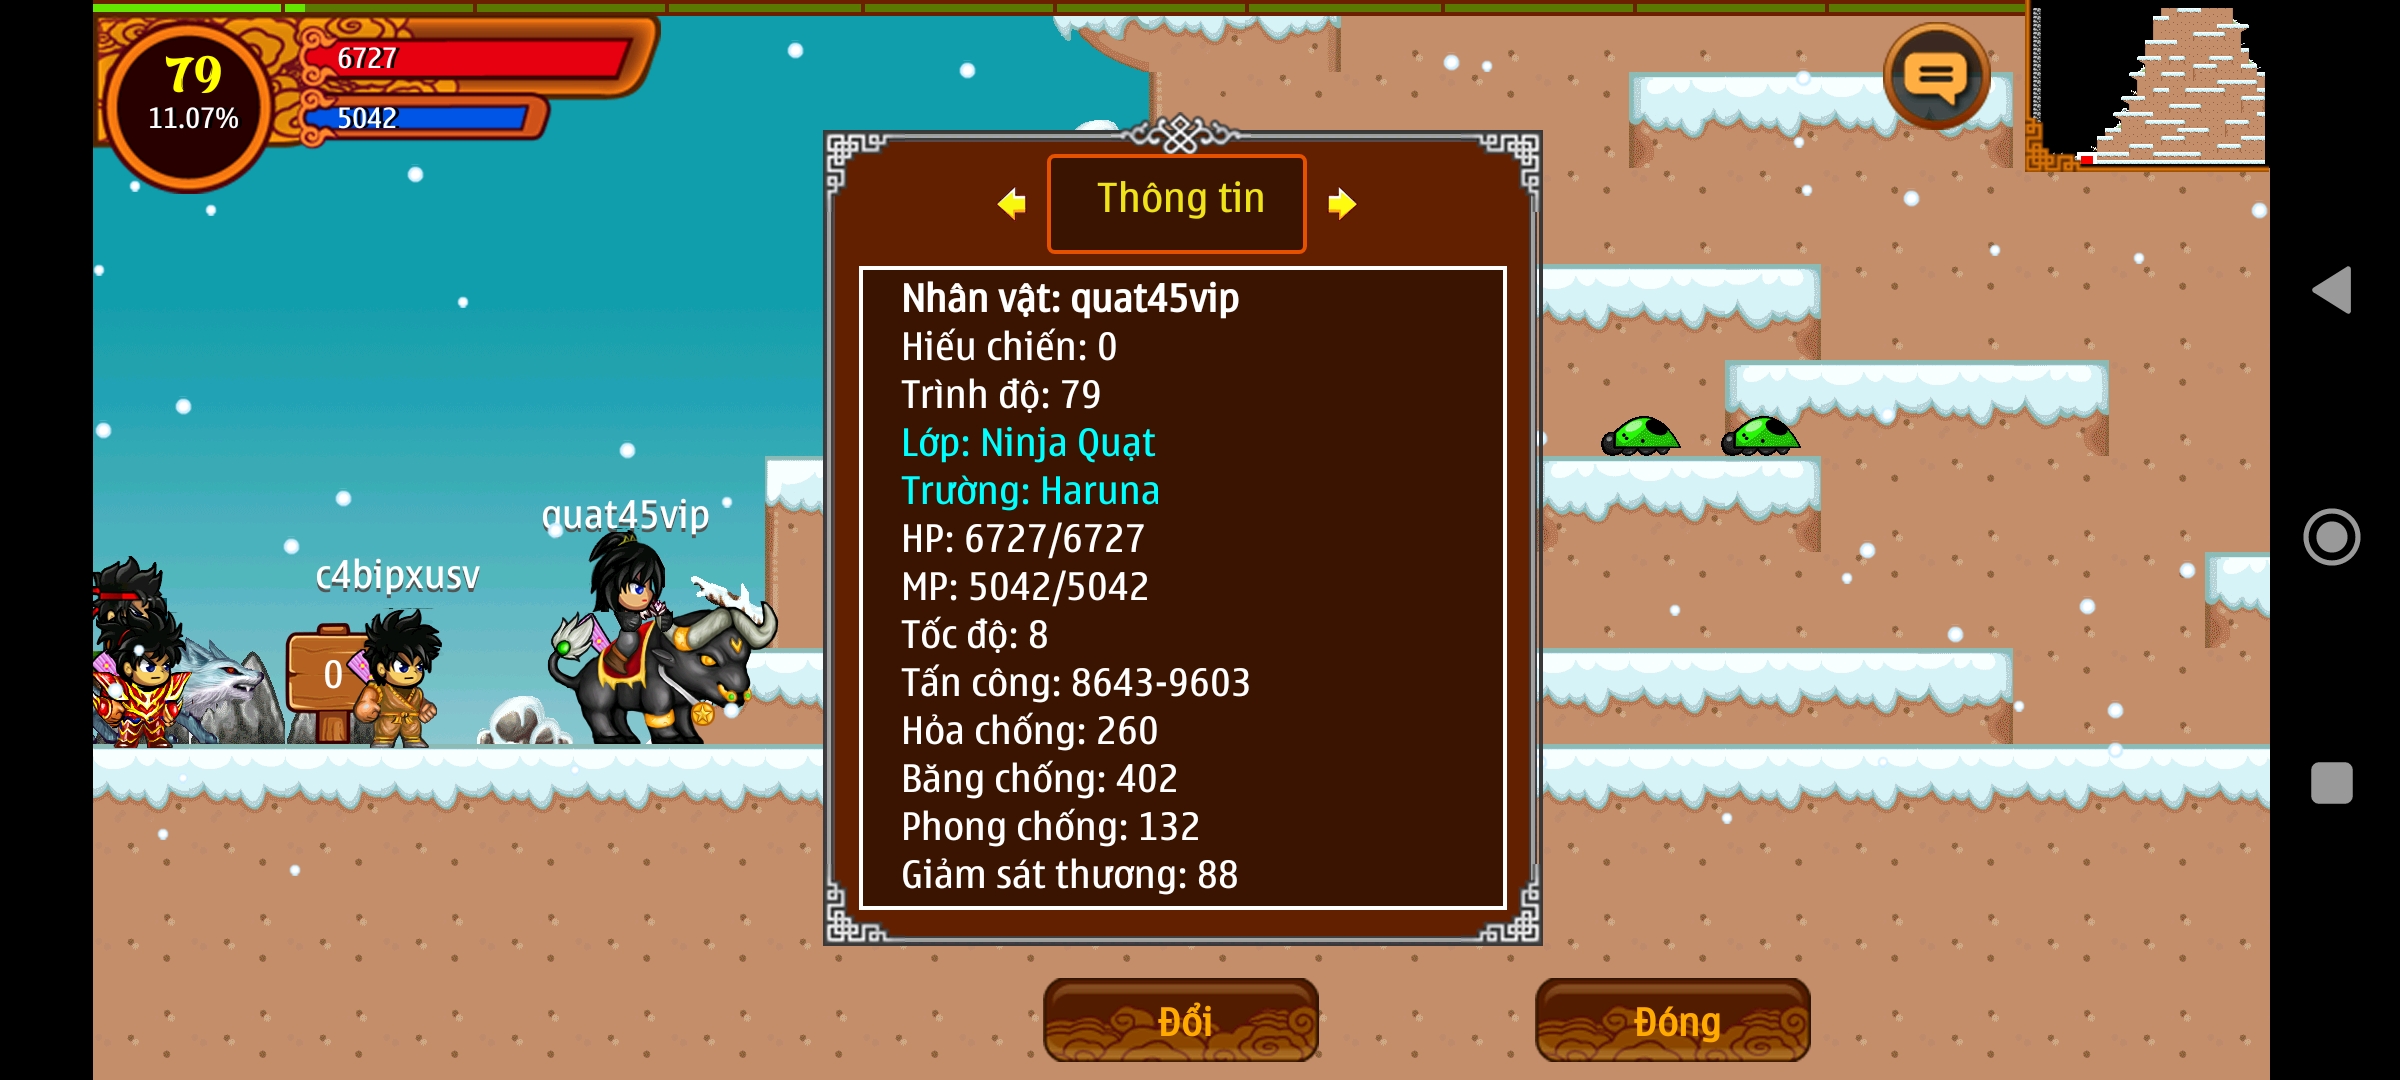 79
11.07%
6727
5042
Thông tin
Nhân vật: quat45vip
Hiếu chiến: 0
Trình độ: 79
Lớp: Ninja Quạt
Trường: Haruna
HP: 6727/6727
MP: 5042/5042
Tốc độ: 8
Tấn công: 8643-9603
Hỏa chống: 260
Băng chống: 402
Phong chống: 132
Giảm sát thương: 88
quat45vip
c4bipxusv
0
Đổi
Đóng